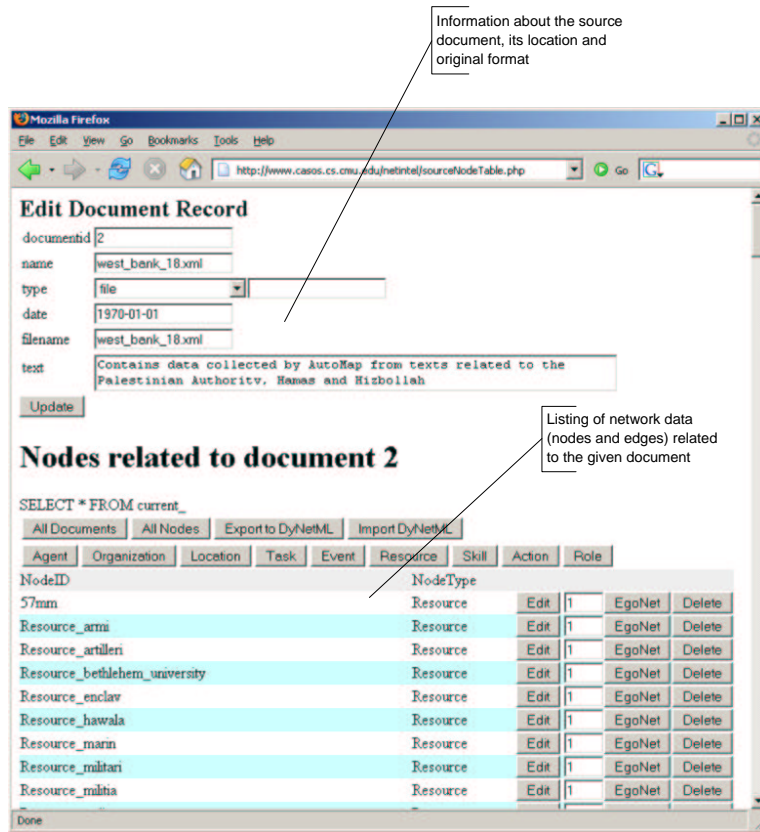 Information about the source
document, its location and
original format
Mozilla Firefox
File Edit View Go Bookmarks Tools Help
http://www.casos.cs.cmu.edu/netintel/sourceNodeTable.php Go G
Edit Document Record
documentid 2
name west_bank_18.xml
type file
date 1970-01-01
filename west_bank_18.xml
text Contains data collected by AutoMap from texts related to the
Palestinian Authority, Hamas and Hizbollah
Update
Listing of network data
(nodes and edges) related
to the given document
Nodes related to document 2
SELECT * FROM current_
All Documents All Nodes Export to DyNetML Import DyNetML
Agent Organization Location Task Event Resource Skill Action Role
NodeID NodeType
57mm Resource Edit 1 EgoNet Delete
Resource_armi Resource Edit 1 EgoNet Delete
Resource_artilleri Resource Edit 1 EgoNet Delete
Resource_bethlehem_university Resource Edit 1 EgoNet Delete
Resource_enclav Resource Edit 1 EgoNet Delete
Resource_hawala Resource Edit 1 EgoNet Delete
Resource_marin Resource Edit 1 EgoNet Delete
Resource_militari Resource Edit 1 EgoNet Delete
Resource_militia Resource Edit 1 EgoNet Delete
Done